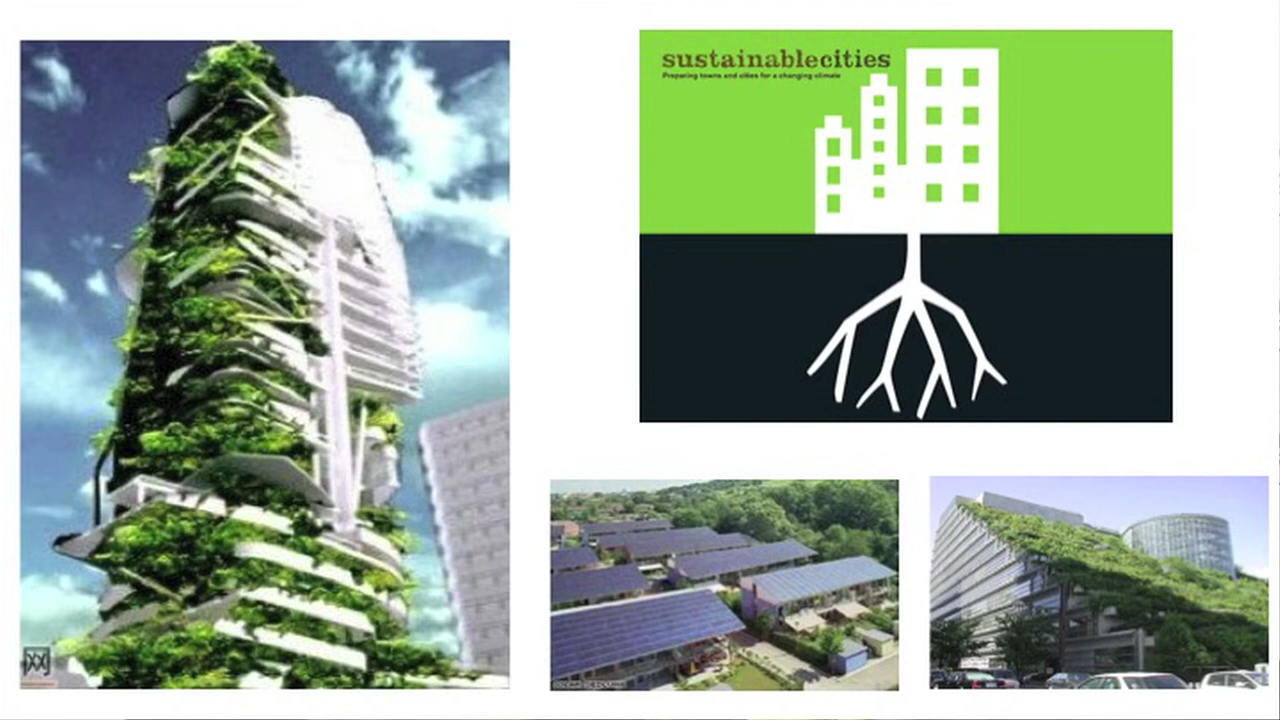 sustainablecities
Preparing towns and cities for a changing climate